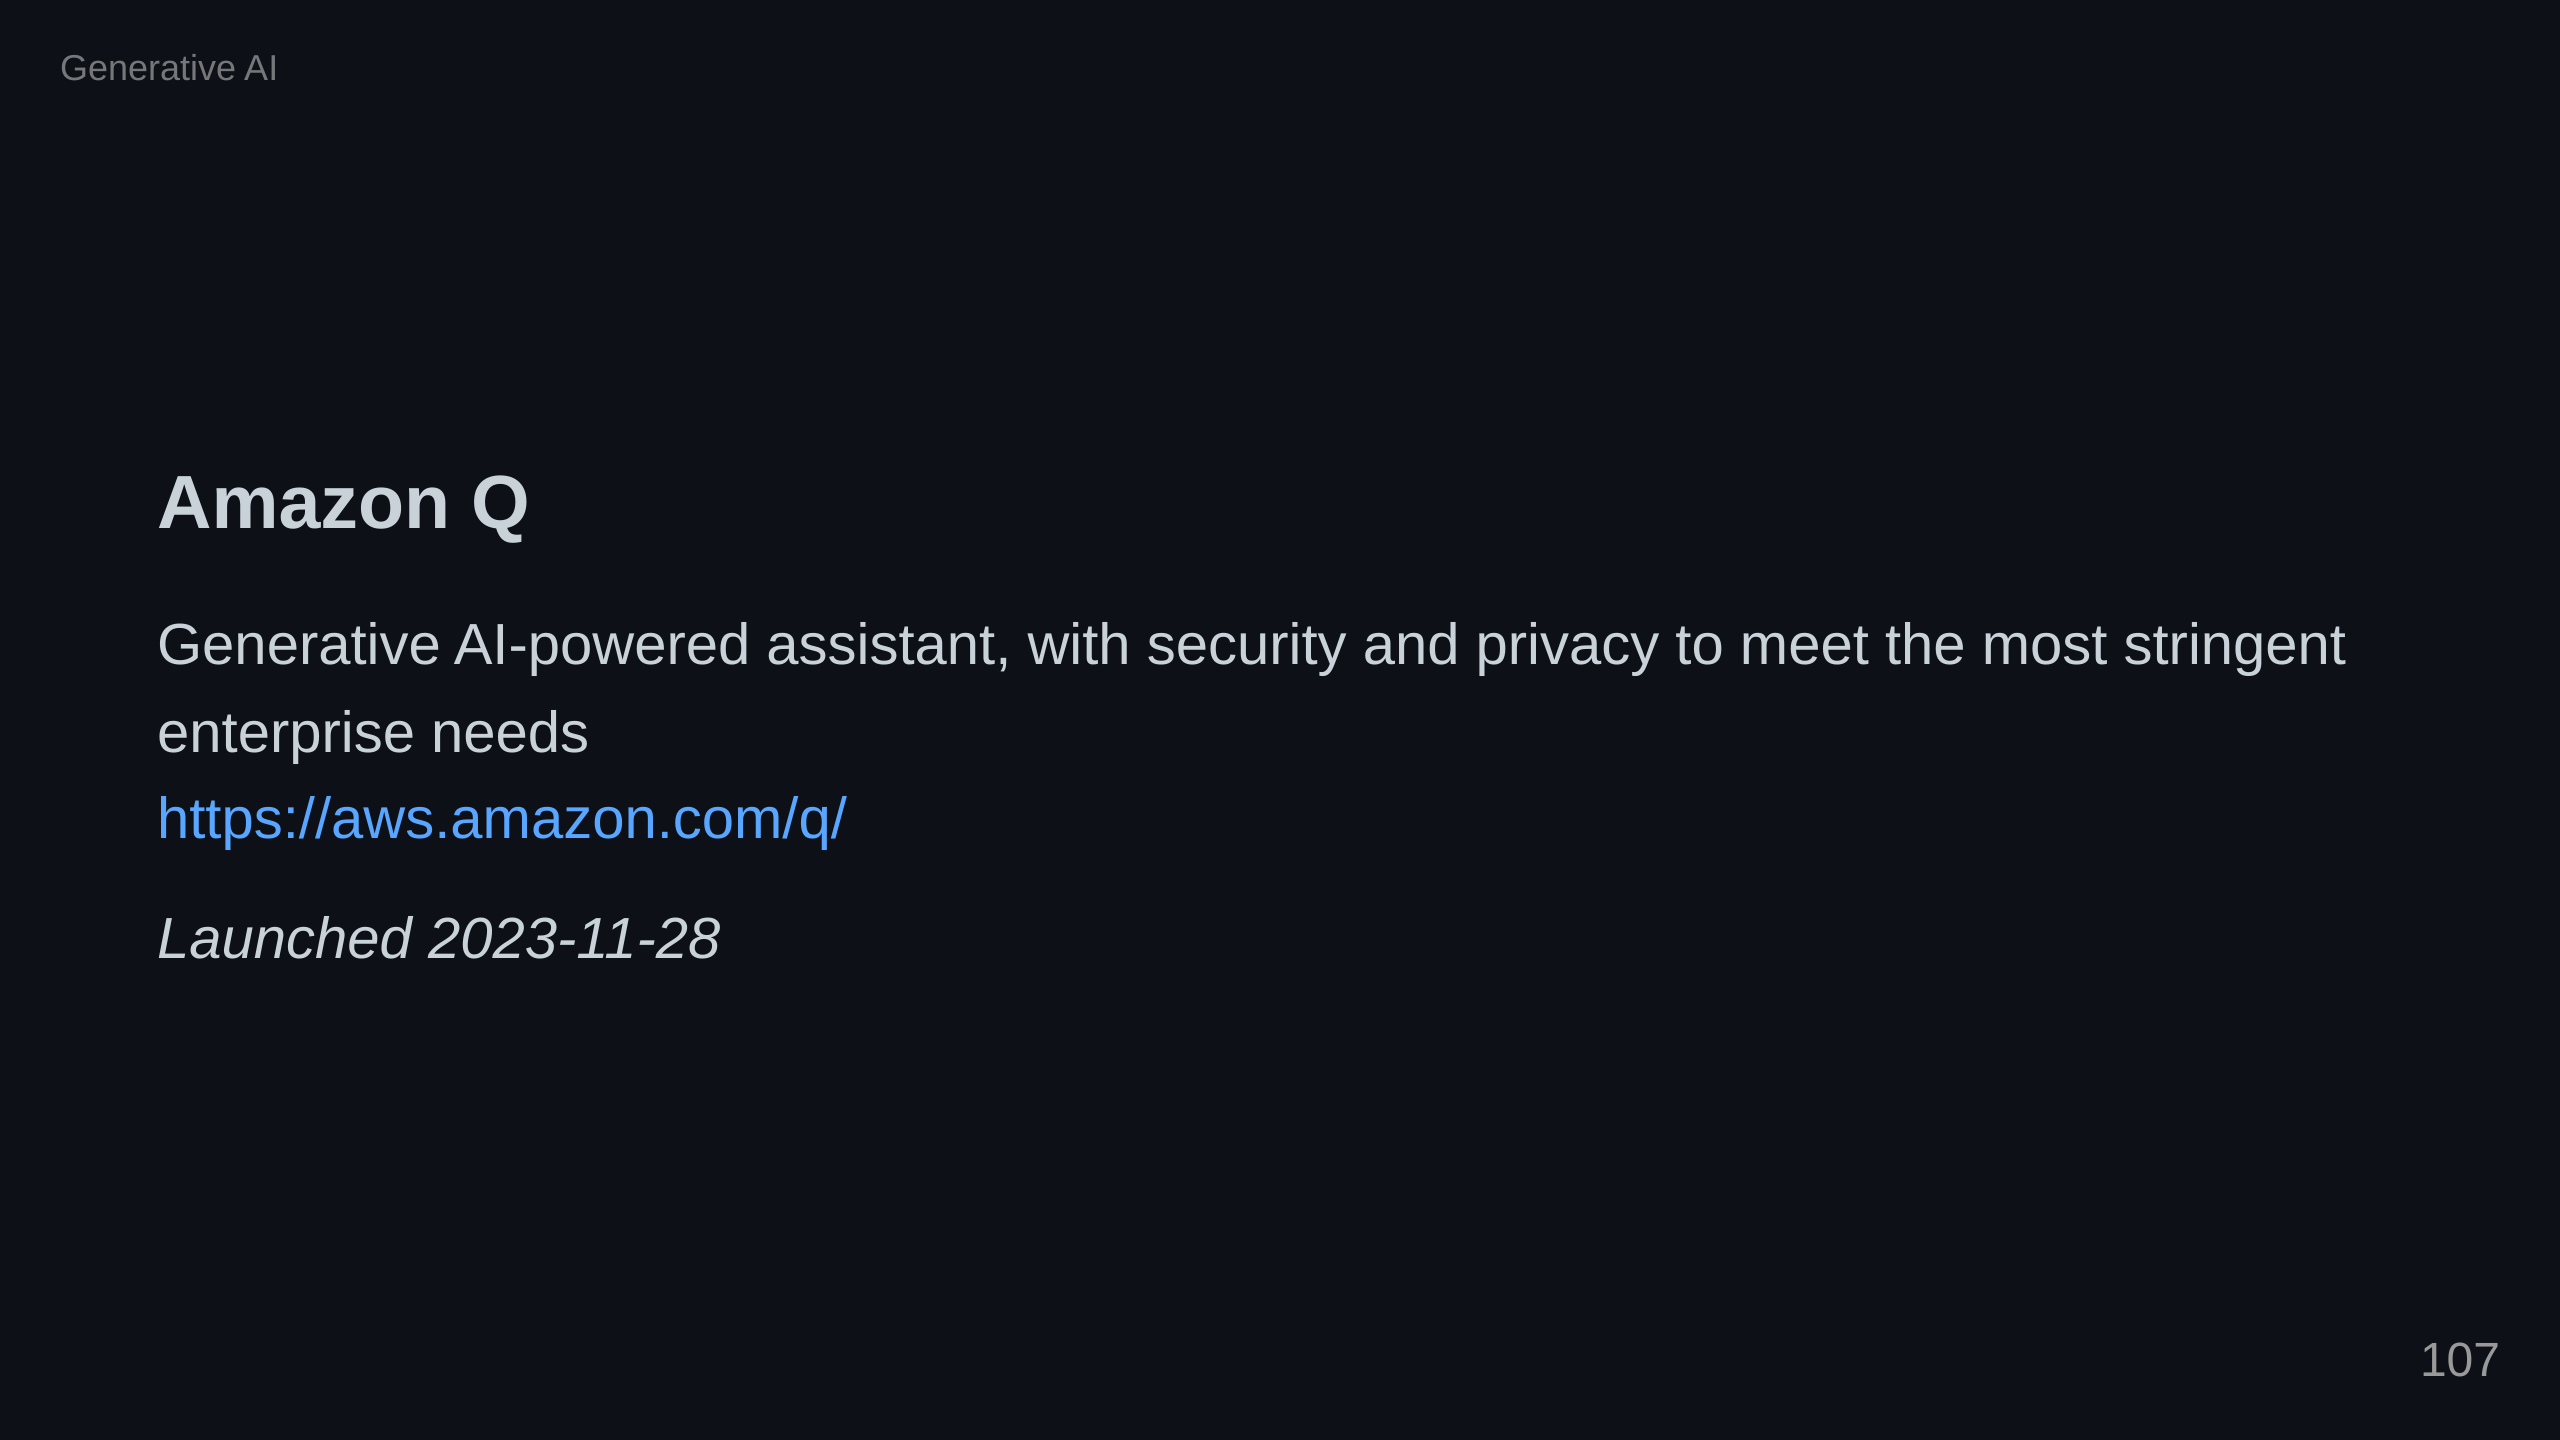 Generative AI
Amazon Q
Generative AI-powered assistant, with security and privacy to meet the most stringent
enterprise needs
https://aws.amazon.com/q/
Launched 2023-11-28
107